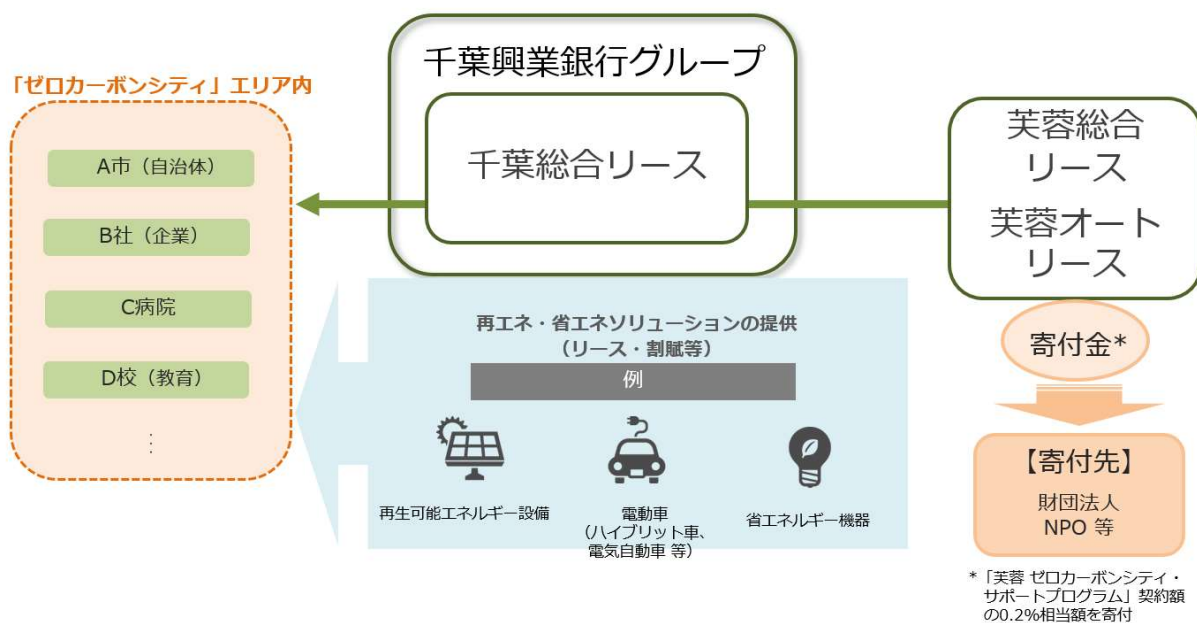 千葉興業銀行グループ
千葉総合リース
「ゼロカーボンシティ」エリア内
A市（自治体）
B社（企業）
C病院
D校（教育）
⋮
芙蓉総合
リース
芙蓉オート
リース
再エネ・省エネソリューションの提供
（リース・割賦等）
例
再生可能エネルギー設備
電動車
（ハイブリット車、
電気自動車 等）
省エネルギー機器
寄付金*
【寄付先】
財団法人
NPO 等
*「芙蓉 ゼロカーボンシティ・
サポートプログラム」契約額
の0.2%相当額を寄付